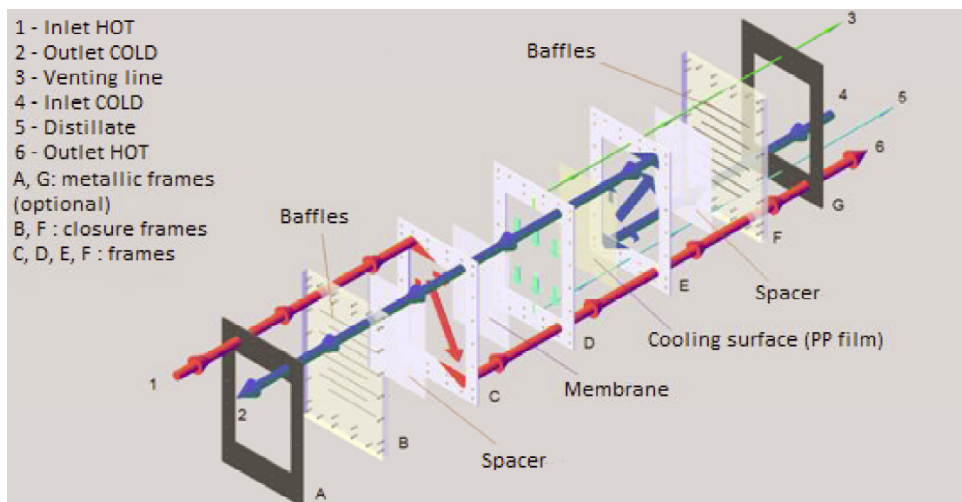 1 - Inlet HOT
2 - Outlet COLD
3 - Venting line
4 - Inlet COLD
5 - Distillate
6 - Outlet HOT
A, G: metallic frames
(optional)
B, F : closure frames
C, D, E, F : frames
Baffles
3
4
5
6
G
F
Baffles
Spacer
E
Cooling surface (PP film)
D
Membrane
1
2
C
B
Spacer
A